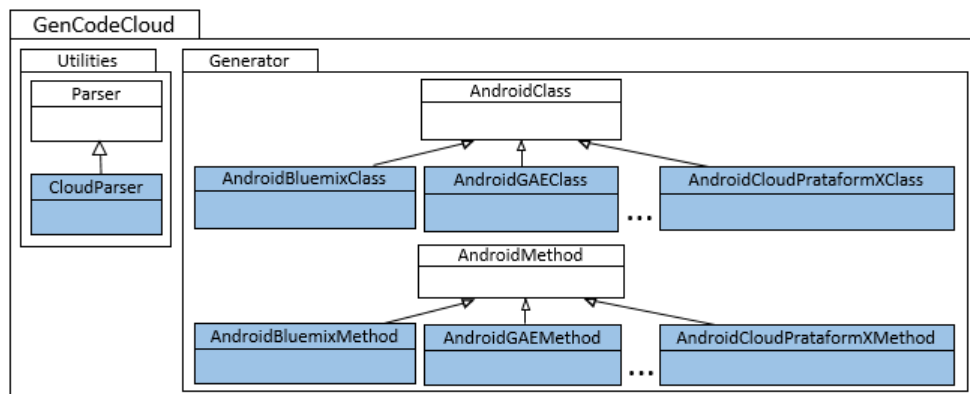 GenCodeCloud
Utilities
Parser
CloudParser
Generator
AndroidClass
AndroidBluemixClass
AndroidGAEClass
...
AndroidCloudPrataformXClass
AndroidMethod
AndroidBluemixMethod
AndroidGAEMethod
...
AndroidCloudPrataformXMethod